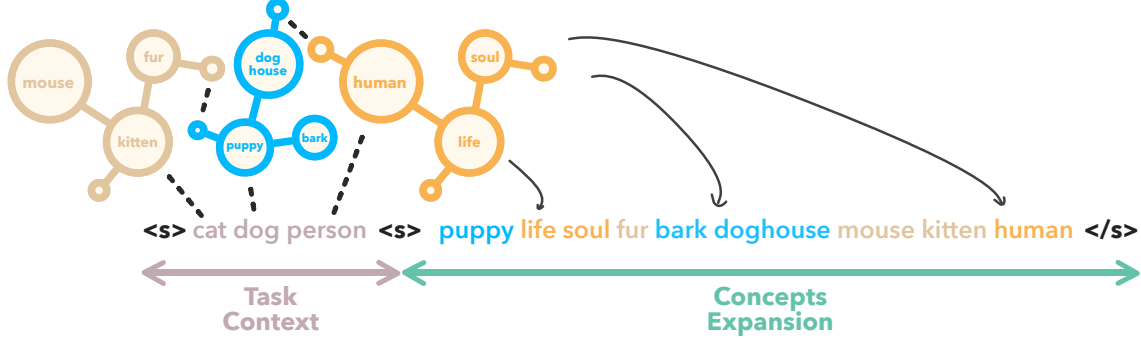 mouse
fur
kitten
dog
house
puppy
bark
human
soul
life
<s> cat dog person <s> puppy life soul fur bark doghouse mouse kitten human </s>
Task
Context
Concepts
Expansion